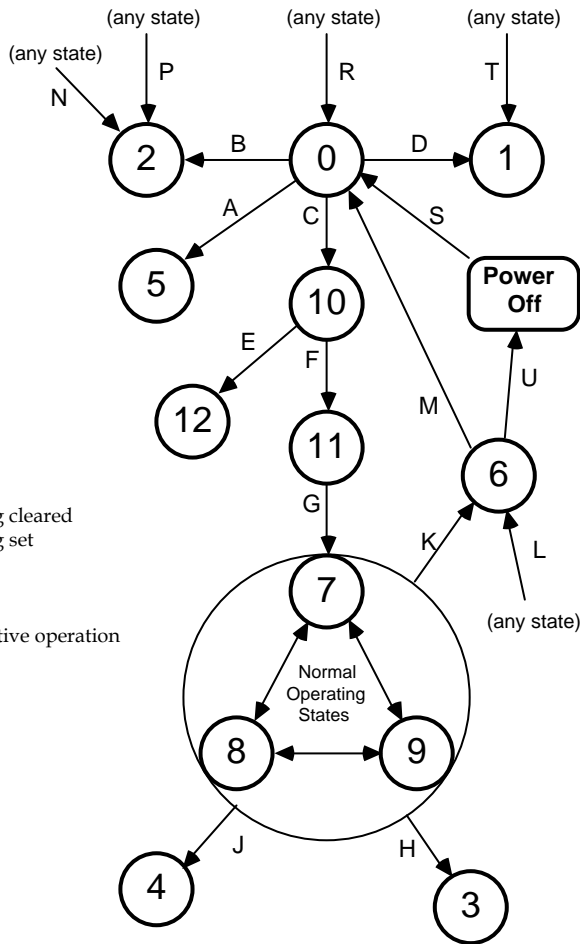 (any state)
(any state)
(any state)
(any state)
N
P
R
T
2
B
0
D
1
A
C
S
5
10
Power
Off
E
F
M
U
12
11
6
G
K
L
g cleared
g set
7
(any state)
tive operation
Normal
Operating
States
8
9
J
H
4
3